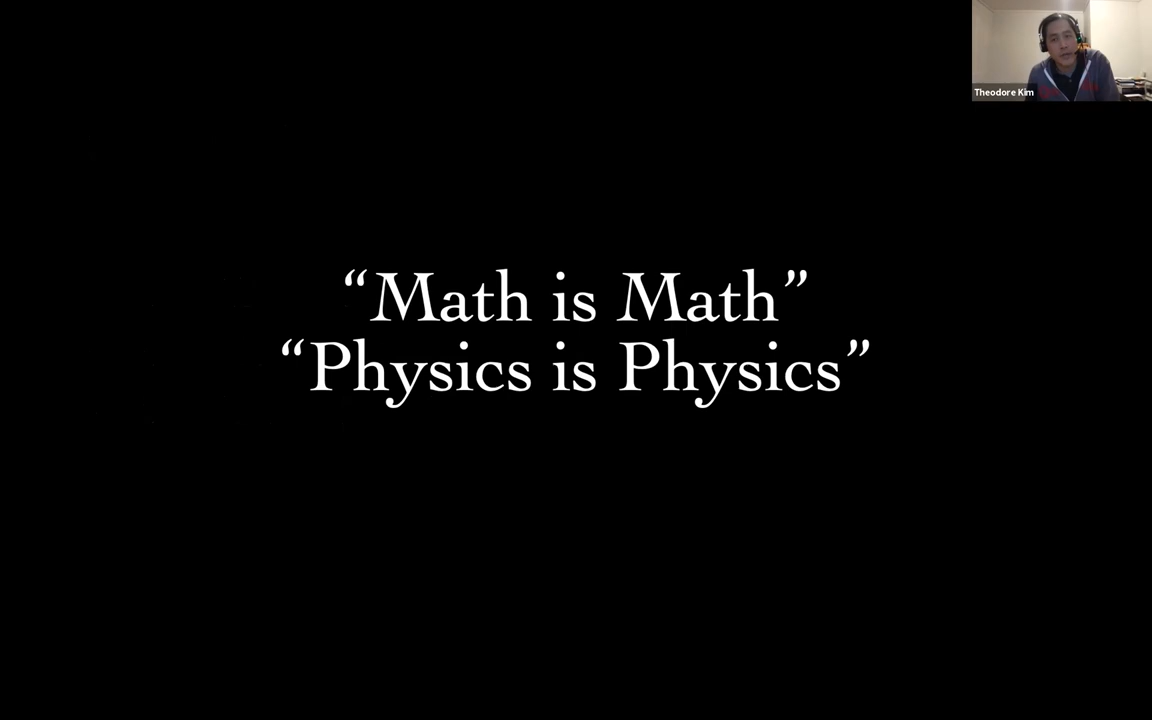 Theodore Kim
“Math is Math”
“Physics is Physics”